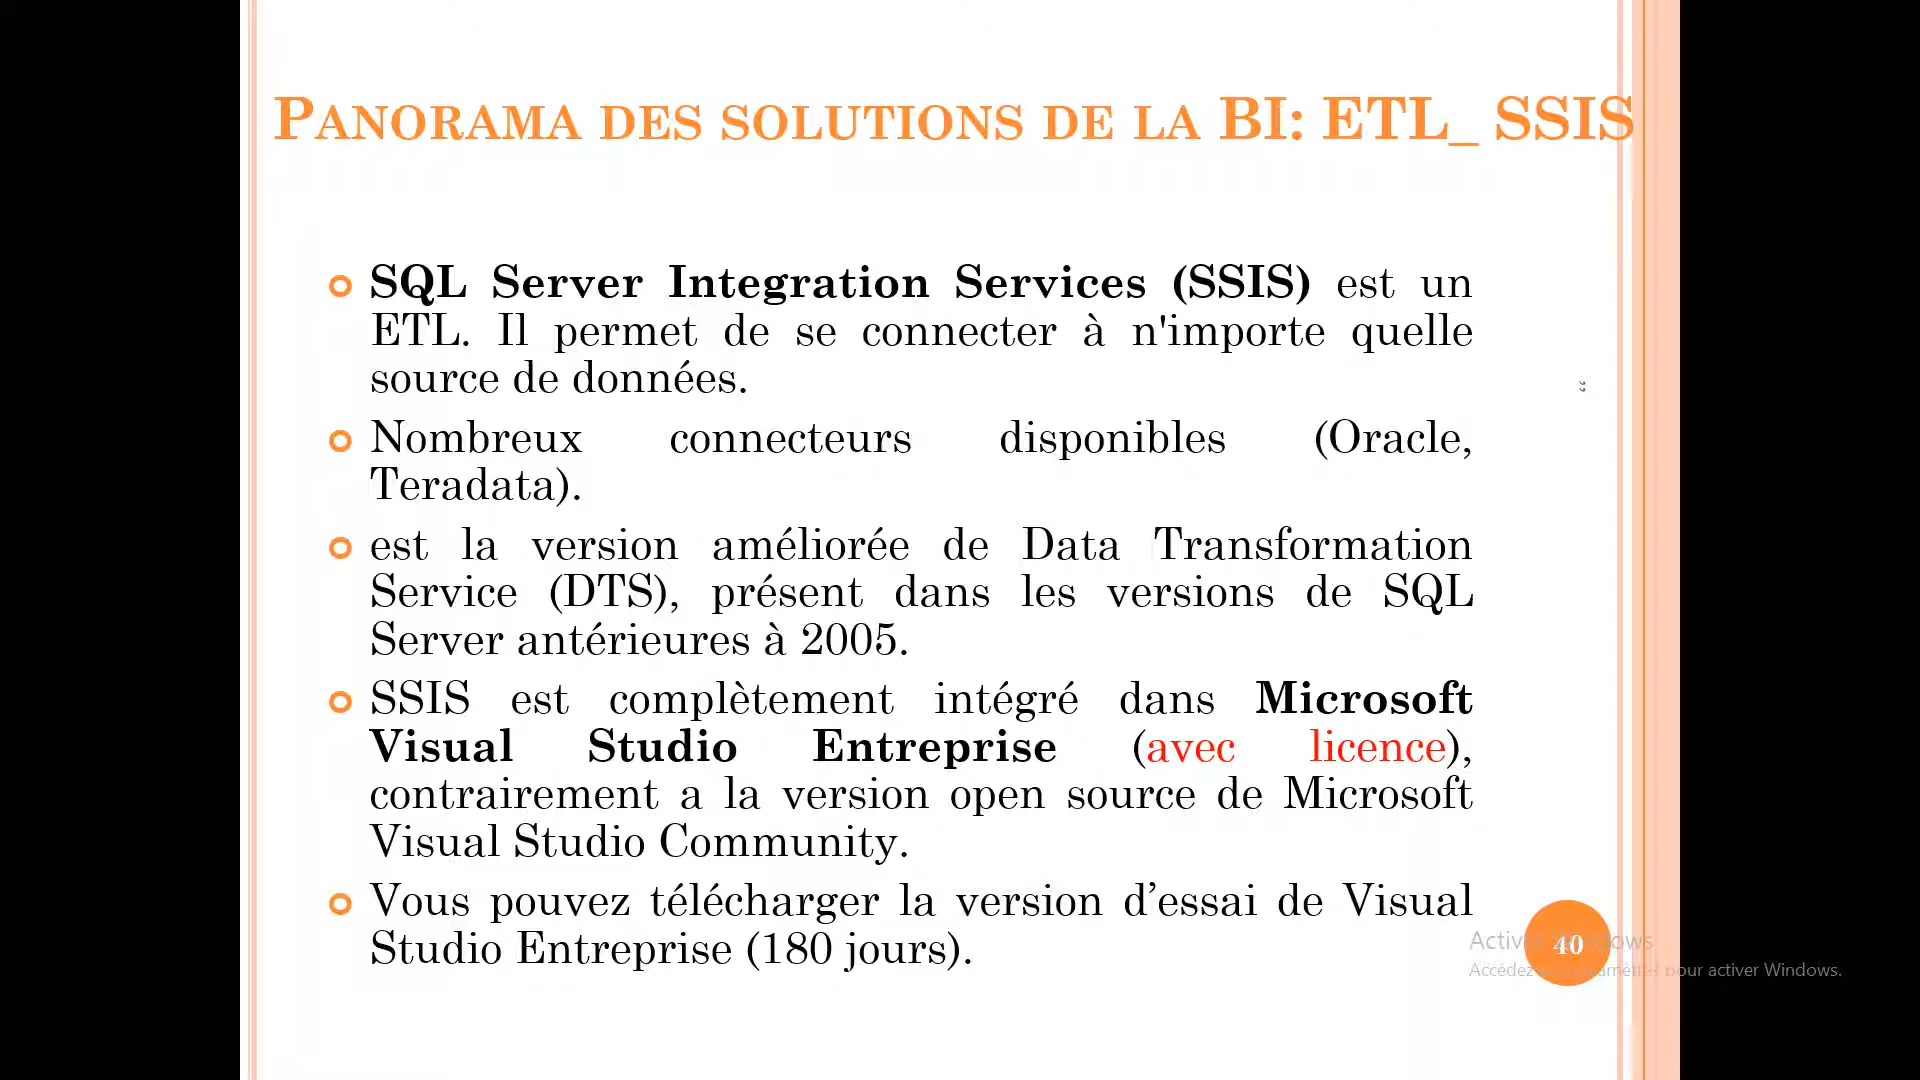 PANORAMA DES SOLUTIONS DE LA BI: ETL_ SSIS
SQL Server Integration Services (SSIS) est un
ETL. Il permet de se connecter à n'importe quelle
source de données.
Nombreux connecteurs disponibles (Oracle,
Teradata).
est la version améliorée de Data Transformation
Service (DTS), présent dans les versions de SQL
Server antérieures à 2005.
SSIS est complètement intégré dans Microsoft
Visual Studio Entreprise (avec licence),
contrairement a la version open source de Microsoft
Visual Studio Community.
Vous pouvez télécharger la version d’essai de Visual
Studio Entreprise (180 jours).
40
pour activer Windows.